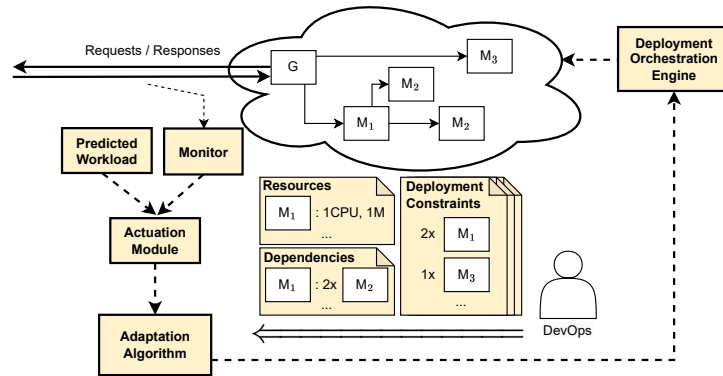 Requests / Responses
G
M3
M2
M1
M2
Deployment
Orchestration
Engine
Predicted
Workload
Monitor
Actuation
Module
Adaptation
Algorithm
Resources
M1 : 1CPU, 1M
...
Dependencies
M1 : 2x M2
...
Deployment
Constraints
2x M1
1x M3
...
DevOps